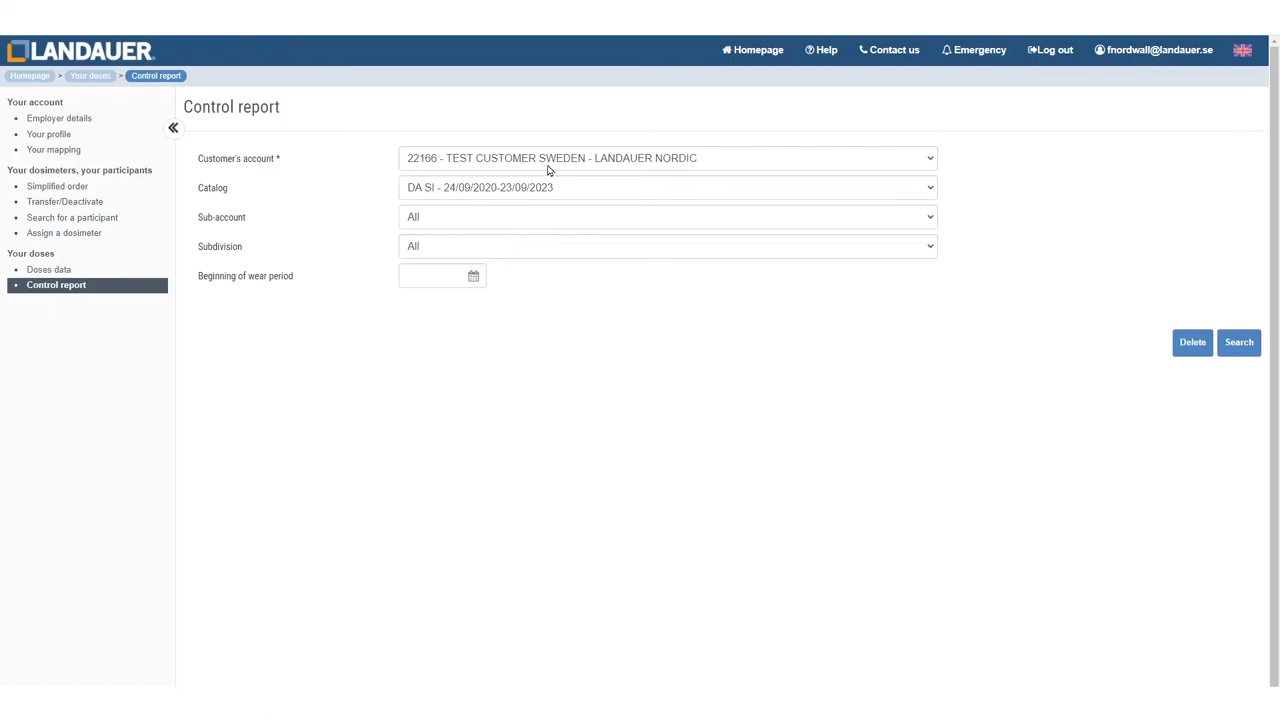 LANDAUER
Homepage Help Contact us Emergency Log out fnordwall@landauer.se
Homepage > Your doses > Control report
Your account
Employer details
Your profile
Your mapping
Your dosimeters, your participants
Simplified order
Transfer/Deactivate
Search for a participant
Assign a dosimeter
Your doses
Doses data
Control report
Control report
Customer's account * 22166 - TEST CUSTOMER SWEDEN - LANDAUER NORDIC
Catalog DA SI - 24/09/2020-23/09/2023
Sub-account All
Subdivision All
Beginning of wear period
Delete Search